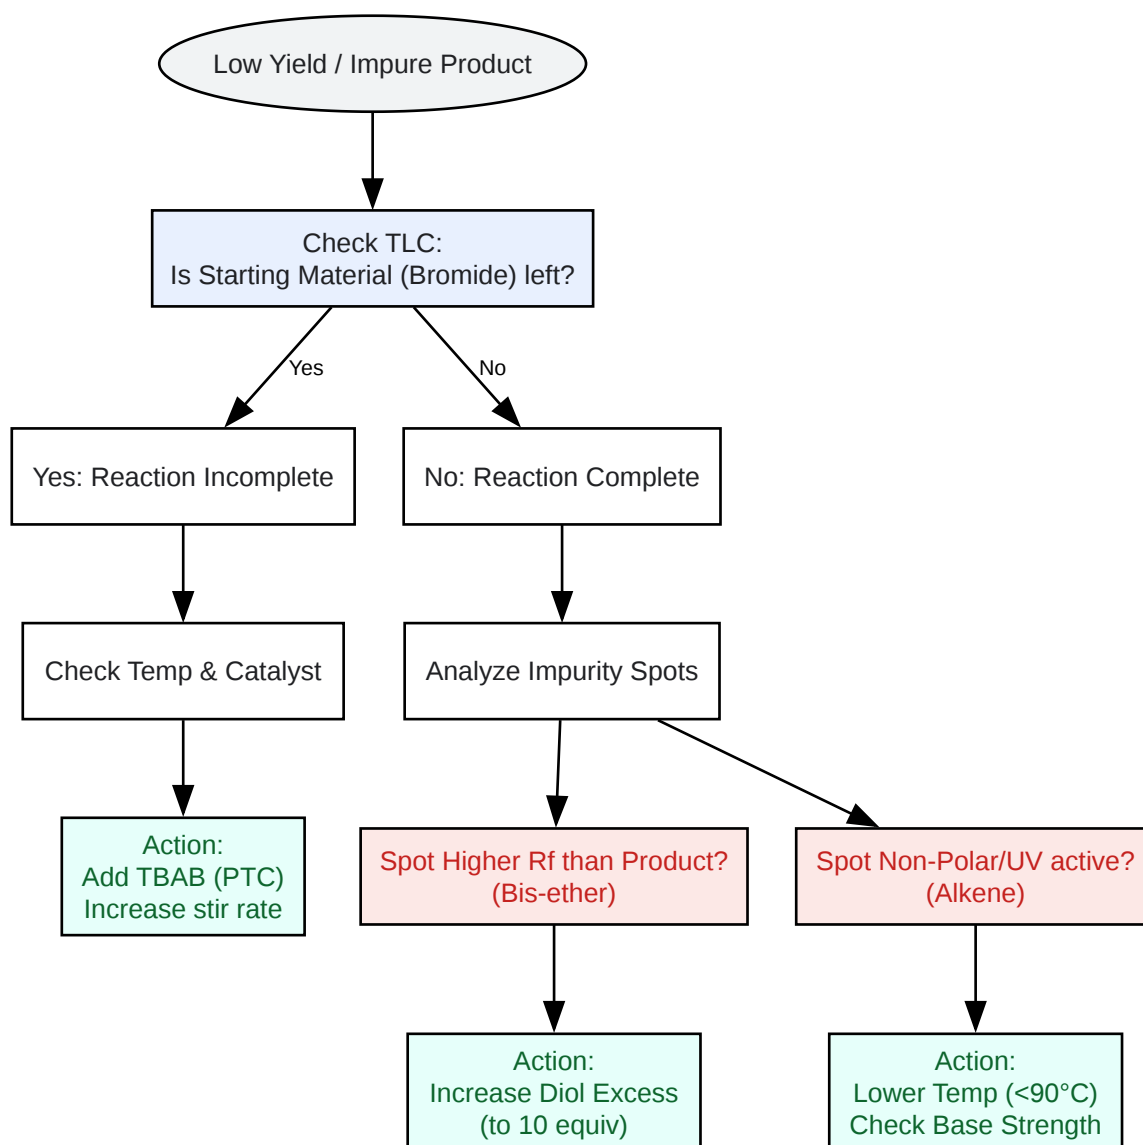 Low Yield / Impure Product
Check TLC:
Is Starting Material (Bromide) left?
Yes
No
Yes: Reaction Incomplete
No: Reaction Complete
Check Temp & Catalyst
Analyze Impurity Spots
Action:
Add TBAB (PTC)
Increase stir rate
Spot Higher Rf than Product?
(Bis-ether)
Spot Non-Polar/UV active?
(Alkene)
Action:
Increase Diol Excess
(to 10 equiv)
Action:
Lower Temp (<90°C)
Check Base Strength